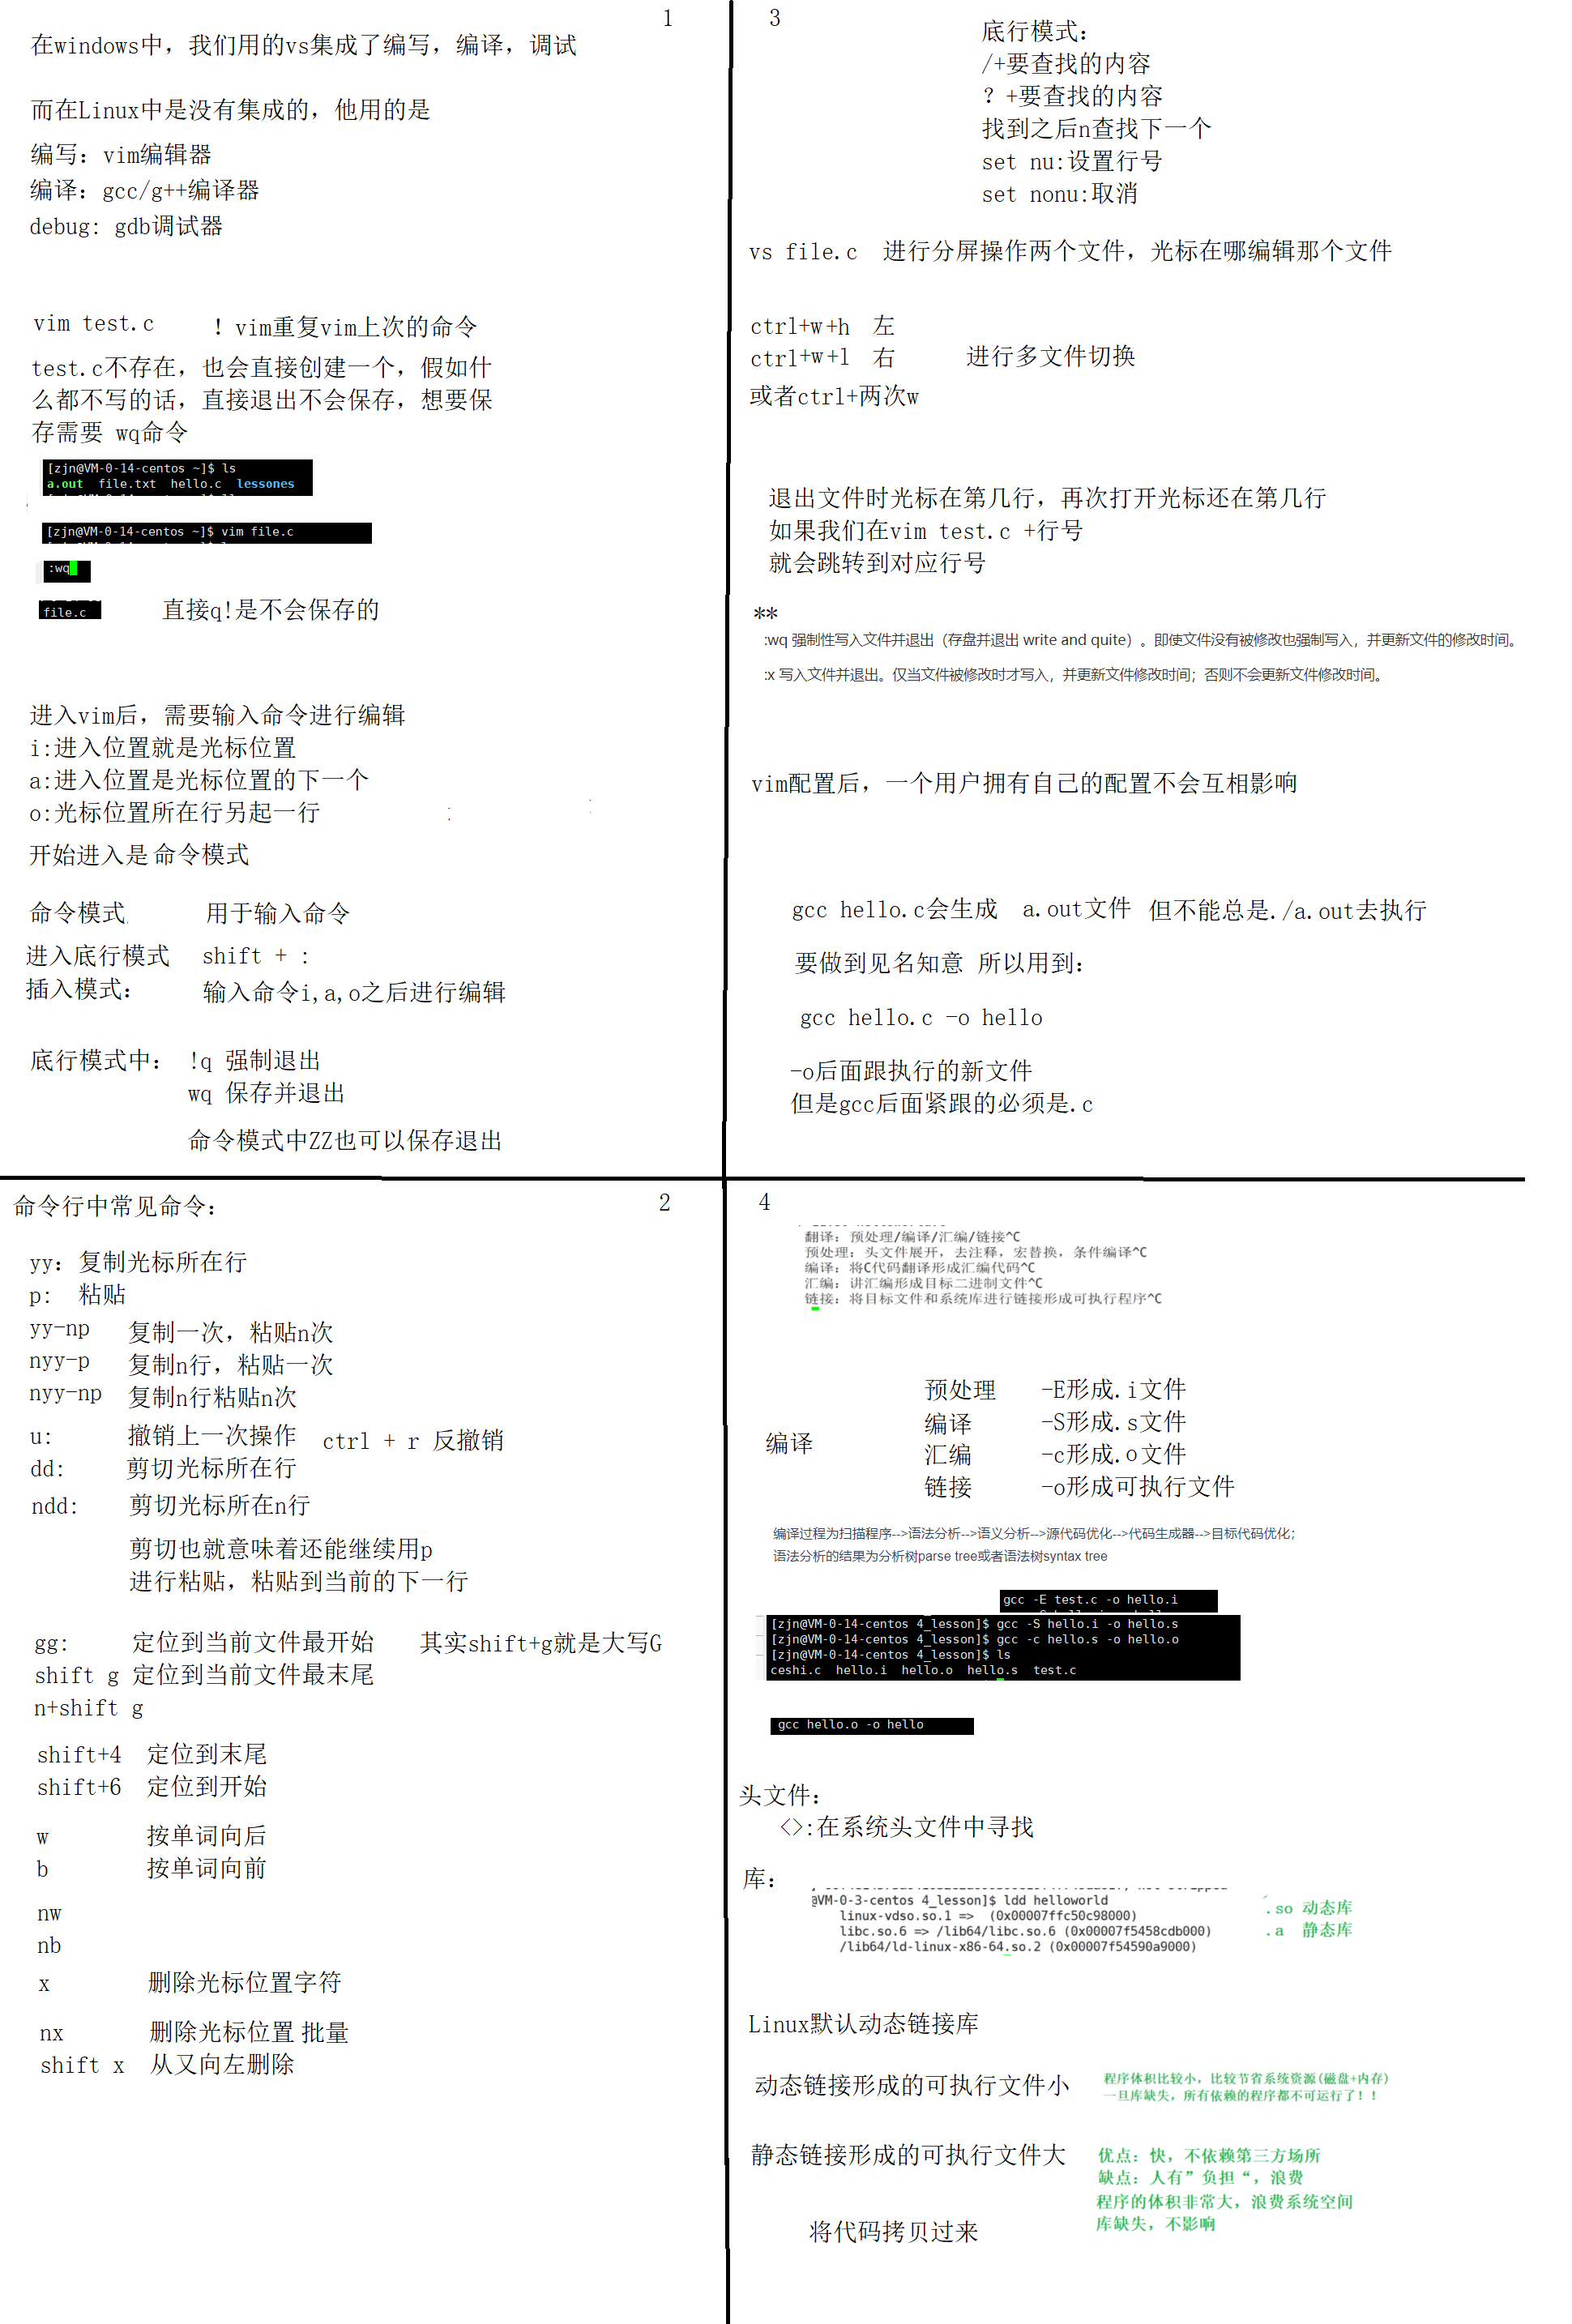 1
在windows中，我们用的vs集成了编写，编译，调试
而在Linux中是没有集成的，他用的是
编写：vim编辑器
编译：gcc/g++编译器
debug: gdb调试器
vim test.c ！vim重复vim上次的命令
test.c不存在，也会直接创建一个，假如什
么都不写的话，直接退出不会保存，想要保
存需要 wq命令
[zjn@VM-0-14-centos ~]$ ls
a.out file.txt hello.c lessones
[zjn@VM-0-14-centos ~]$ vim file.c
:wq
file.c 直接q!是不会保存的
进入vim后，需要输入命令进行编辑
i:进入位置就是光标位置
a:进入位置是光标位置的下一个
o:光标位置所在行另起一行
开始进入是命令模式
命令模式 用于输入命令
进入底行模式 shift + :
插入模式： 输入命令i,a,o之后进行编辑
底行模式中： !q 强制退出
wq 保存并退出
命令模式中ZZ也可以保存退出
命令行中常见命令：
2
yy：复制光标所在行
p： 粘贴
yy-np 复制一次，粘贴n次
nyy-p 复制n行，粘贴一次
nyy-np 复制n行粘贴n次
u: 撤销上一次操作 ctrl + r 反撤销
dd: 剪切光标所在行
ndd: 剪切光标所在n行
剪切也就意味着还能继续用p
进行粘贴，粘贴到当前的下一行
gg: 定位到当前文件最开始 其实shift+g就是大写G
shift g 定位到当前文件最末尾
n+shift g
shift+4 定位到末尾
shift+6 定位到开始
w 按单词向后
b 按单词向前
nw
nb
x 删除光标位置字符
nx 删除光标位置 批量
shift x 从又向左删除
3
底行模式：
/+要查找的内容
？+要查找的内容
找到之后n查找下一个
set nu:设置行号
set nonu:取消
vs file.c 进行分屏操作两个文件，光标在哪编辑那个文件
ctrl+w+h 左
ctrl+w+l 右 进行多文件切换
或者ctrl+两次w
退出文件时光标在第几行，再次打开光标还在第几行
如果我们在vim test.c +行号
就会跳转到对应行号
**
:wq 强制性写入文件并退出（存盘并退出 write and quite）。即使文件没有被修改也强制写入，并更新文件的修改时间。
:x 写入文件并退出。仅当文件被修改时才写入，并更新文件修改时间；否则不会更新文件修改时间。
vim配置后，一个用户拥有自己的配置不会互相影响
gcc hello.c会生成 a.out文件 但不能总是./a.out去执行
要做到见名知意 所以用到：
gcc hello.c -o hello
-o后面跟执行的新文件
但是gcc后面紧跟的必须是.c
4
翻译：预处理/编译/汇编/链接^C
预处理：头文件展开，去注释，宏替换，条件编译^C
编译：将C代码翻译形成汇编代码^C
汇编：讲汇编形成目标二进制文件^C
链接：将目标文件和系统库进行链接形成可执行程序^C
编译
预处理 -E形成.i文件
编译 -S形成.s文件
汇编 -c形成.o文件
链接 -o形成可执行文件
编译过程为扫描程序-->语法分析-->语义分析-->源代码优化-->代码生成器-->目标代码优化；
语法分析的结果为分析树parse tree或者语法树syntax tree
gcc -E test.c -o hello.i
[zjn@VM-0-14-centos 4_lesson]$ gcc -S hello.i -o hello.s
[zjn@VM-0-14-centos 4_lesson]$ gcc -c hello.s -o hello.o
[zjn@VM-0-14-centos 4_lesson]$ ls
ceshi.c hello.i hello.o hello.s test.c
gcc hello.o -o hello
头文件：
<>:在系统头文件中寻找
库：
@VM-0-3-centos 4_lesson]$ ldd helloworld
linux-vdso.so.1 => (0x00007ffc50c98000)
libc.so.6 => /lib64/libc.so.6 (0x00007f5458cdb000)
/lib64/ld-linux-x86-64.so.2 (0x00007f54590a9000)
.so 动态库
.a 静态库
Linux默认动态链接库
动态链接形成的可执行文件小
程序体积比较小，比较节省系统资源(磁盘+内存)
一旦库缺失，所有依赖的程序都不可运行了！！
静态链接形成的可执行文件大
优点：快，不依赖第三方场所
缺点：人有”负担“，浪费
程序的体积非常大，浪费系统空间
库缺失，不影响
将代码拷贝过来